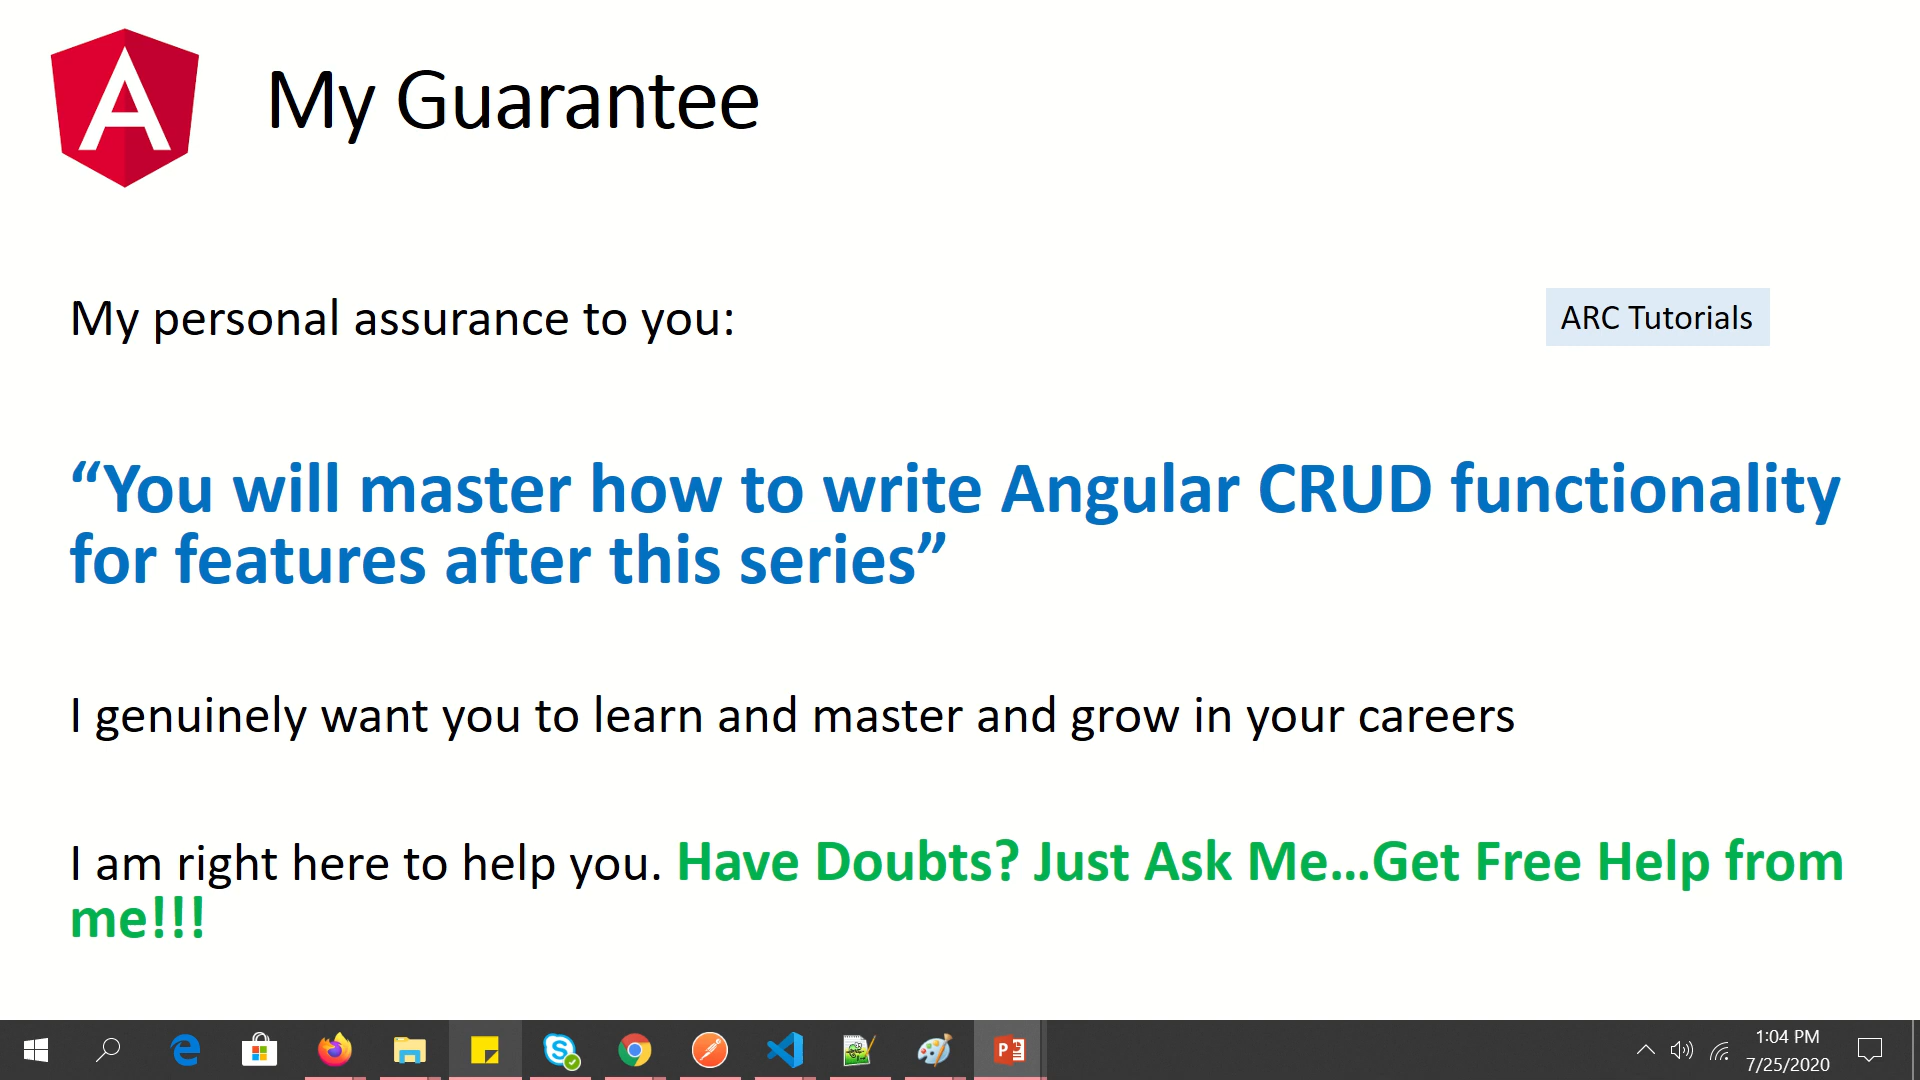 My Guarantee
My personal assurance to you:
ARC Tutorials
“You will master how to write Angular CRUD functionality
for features after this series”
I genuinely want you to learn and master and grow in your careers
I am right here to help you. Have Doubts? Just Ask Me...Get Free Help from
me!!!
1:04 PM
7/25/2020